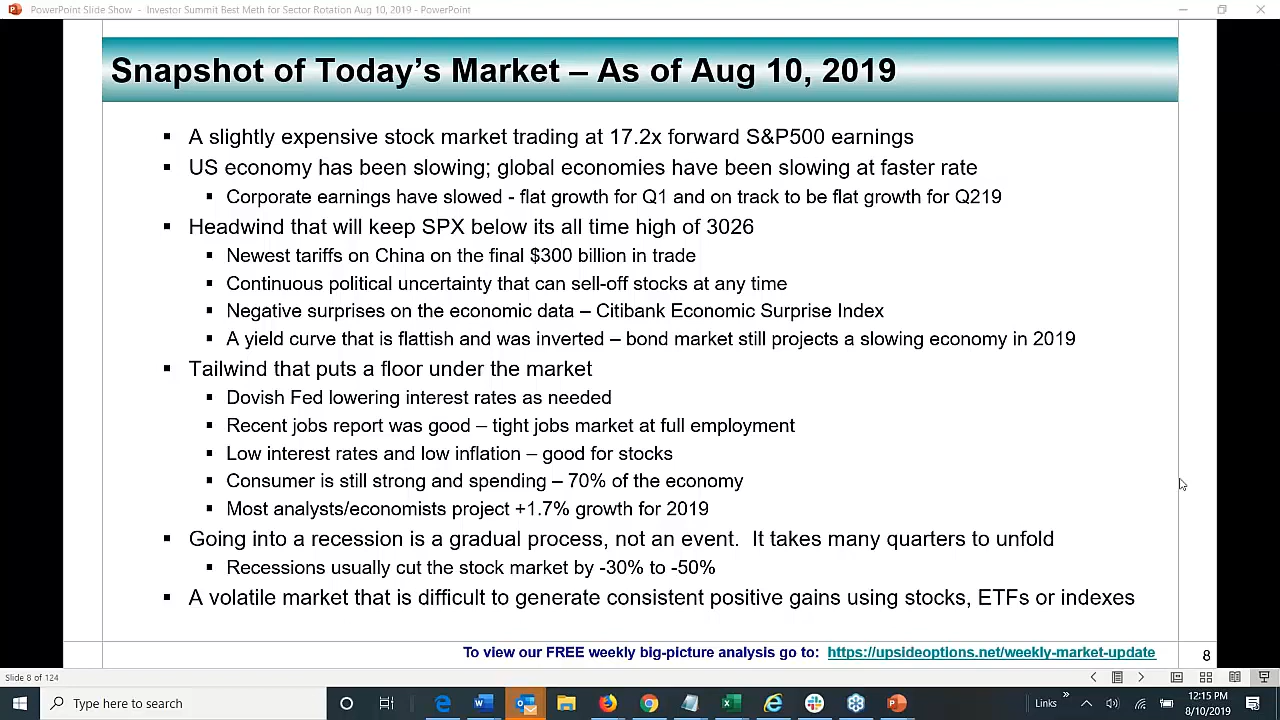 PowerPoint Slide Show - Investor Summit Best Meth for Sector Rotation Aug 10, 2019 - PowerPoint
Snapshot of Today's Market – As of Aug 10, 2019
▪ A slightly expensive stock market trading at 17.2x forward S&P500 earnings
▪ US economy has been slowing; global economies have been slowing at faster rate
▪ Corporate earnings have slowed - flat growth for Q1 and on track to be flat growth for Q219
▪ Headwind that will keep SPX below its all time high of 3026
▪ Newest tariffs on China on the final $300 billion in trade
▪ Continuous political uncertainty that can sell-off stocks at any time
▪ Negative surprises on the economic data – Citibank Economic Surprise Index
▪ A yield curve that is flattish and was inverted – bond market still projects a slowing economy in 2019
▪ Tailwind that puts a floor under the market
▪ Dovish Fed lowering interest rates as needed
▪ Recent jobs report was good – tight jobs market at full employment
▪ Low interest rates and low inflation – good for stocks
▪ Consumer is still strong and spending – 70% of the economy
▪ Most analysts/economists project +1.7% growth for 2019
▪ Going into a recession is a gradual process, not an event. It takes many quarters to unfold
▪ Recessions usually cut the stock market by -30% to -50%
▪ A volatile market that is difficult to generate consistent positive gains using stocks, ETFs or indexes
To view our FREE weekly big-picture analysis go to: https://upsideoptions.net/weekly-market-update
8
Slide 8 of 124
Type here to search
Links
12:15 PM
8/10/2019